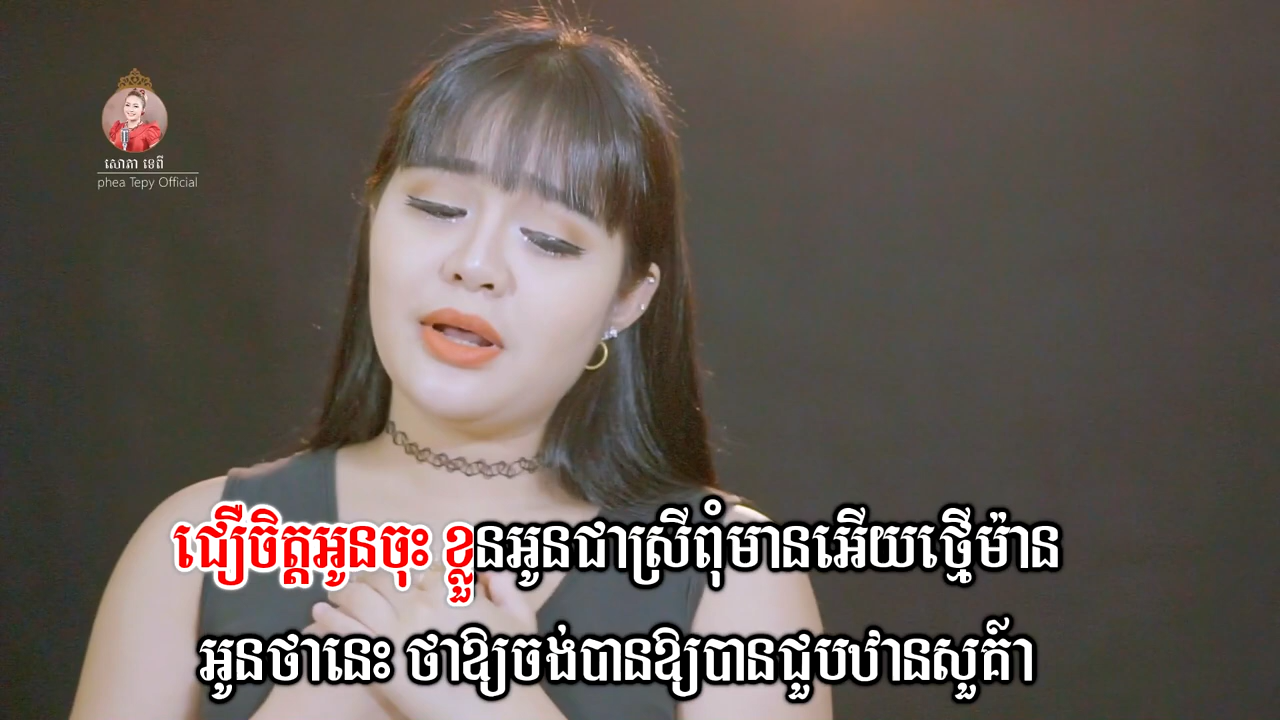 សោភា ទេពី
phea Tepy Official
ជឿចិត្តអូនចុះ ខ្លួនអូនជាស្រីពុំមានអើយថ្មើម៉ាន
អូនថានេះ ថាឱ្យចង់បានឱ្យបានជួបឋានសួគ៌ា